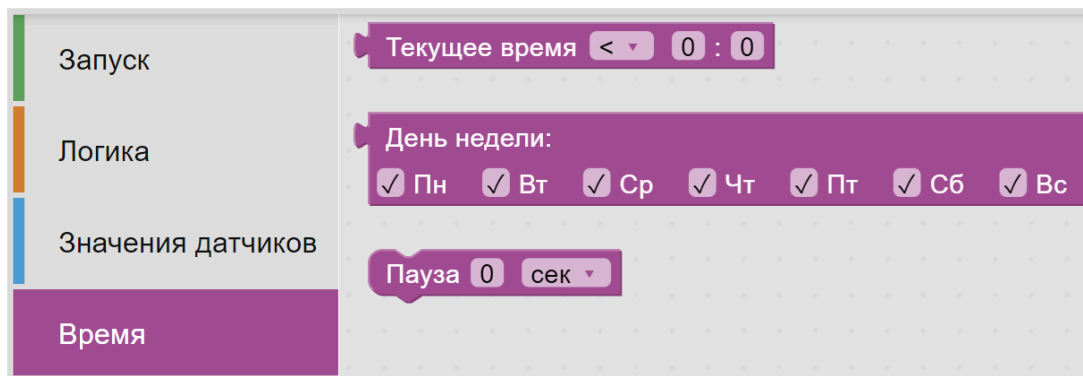 Запуск
Логика
Значения датчиков
Время
Текущее время < 0 : 0
День недели:
✓ Пн ✓ Вт ✓ Ср ✓ Чт ✓ Пт ✓ Сб ✓ Вс
Пауза 0 сек